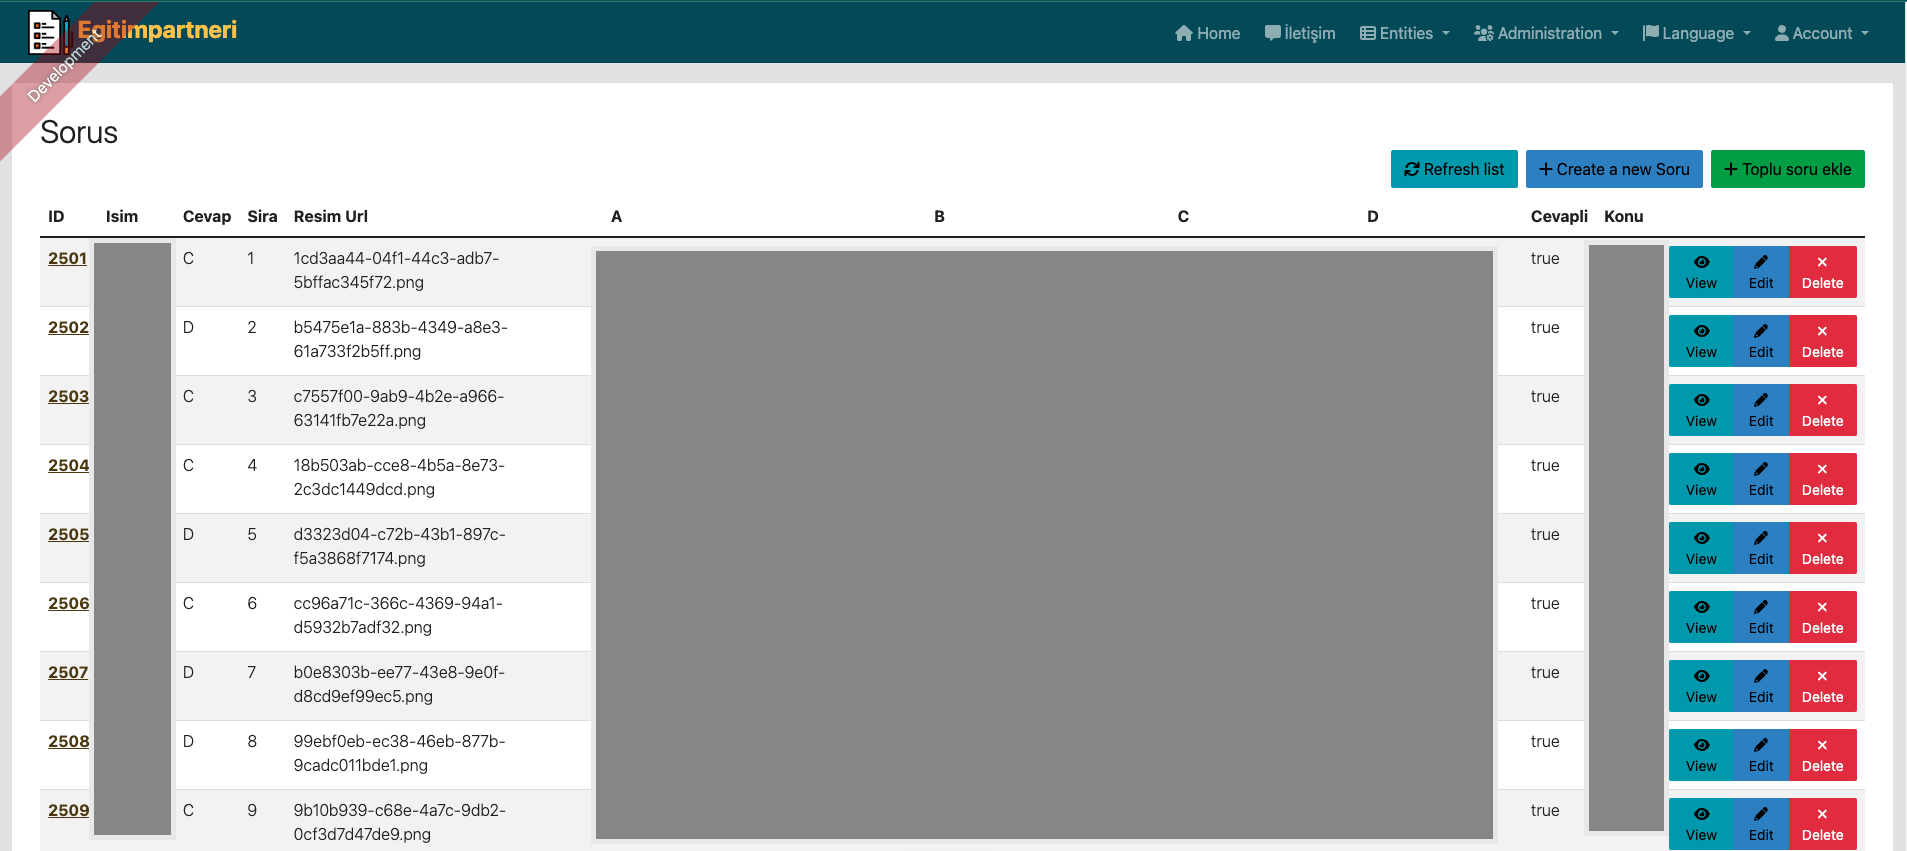 Egitimpartneri
Home İletişim Entities Administration Language Account
Development
Sorus
Refresh list Create a new Soru Toplu soru ekle
ID Isim Cevap Sira Resim Url A B C D Cevapli Konu
2501 C 1 1cd3aa44-04f1-44c3-adb7- true
5bffac345f72.png
View Edit Delete
2502 D 2 b5475e1a-883b-4349-a8e3- true
61a733f2b5ff.png
View Edit Delete
2503 C 3 c7557f00-9ab9-4b2e-a966- true
63141fb7e22a.png
View Edit Delete
2504 C 4 18b503ab-cce8-4b5a-8e73- true
2c3dc1449dcd.png
View Edit Delete
2505 D 5 d3323d04-c72b-43b1-897c- true
f5a3868f7174.png
View Edit Delete
2506 C 6 cc96a71c-366c-4369-94a1- true
d5932b7adf32.png
View Edit Delete
2507 D 7 b0e8303b-ee77-43e8-9e0f- true
d8cd9ef99ec5.png
View Edit Delete
2508 D 8 99ebf0eb-ec38-46eb-877b- true
9cadc011bde1.png
View Edit Delete
2509 C 9 9b10b939-c68e-4a7c-9db2- true
0cf3d7d47de9.png
View Edit Delete